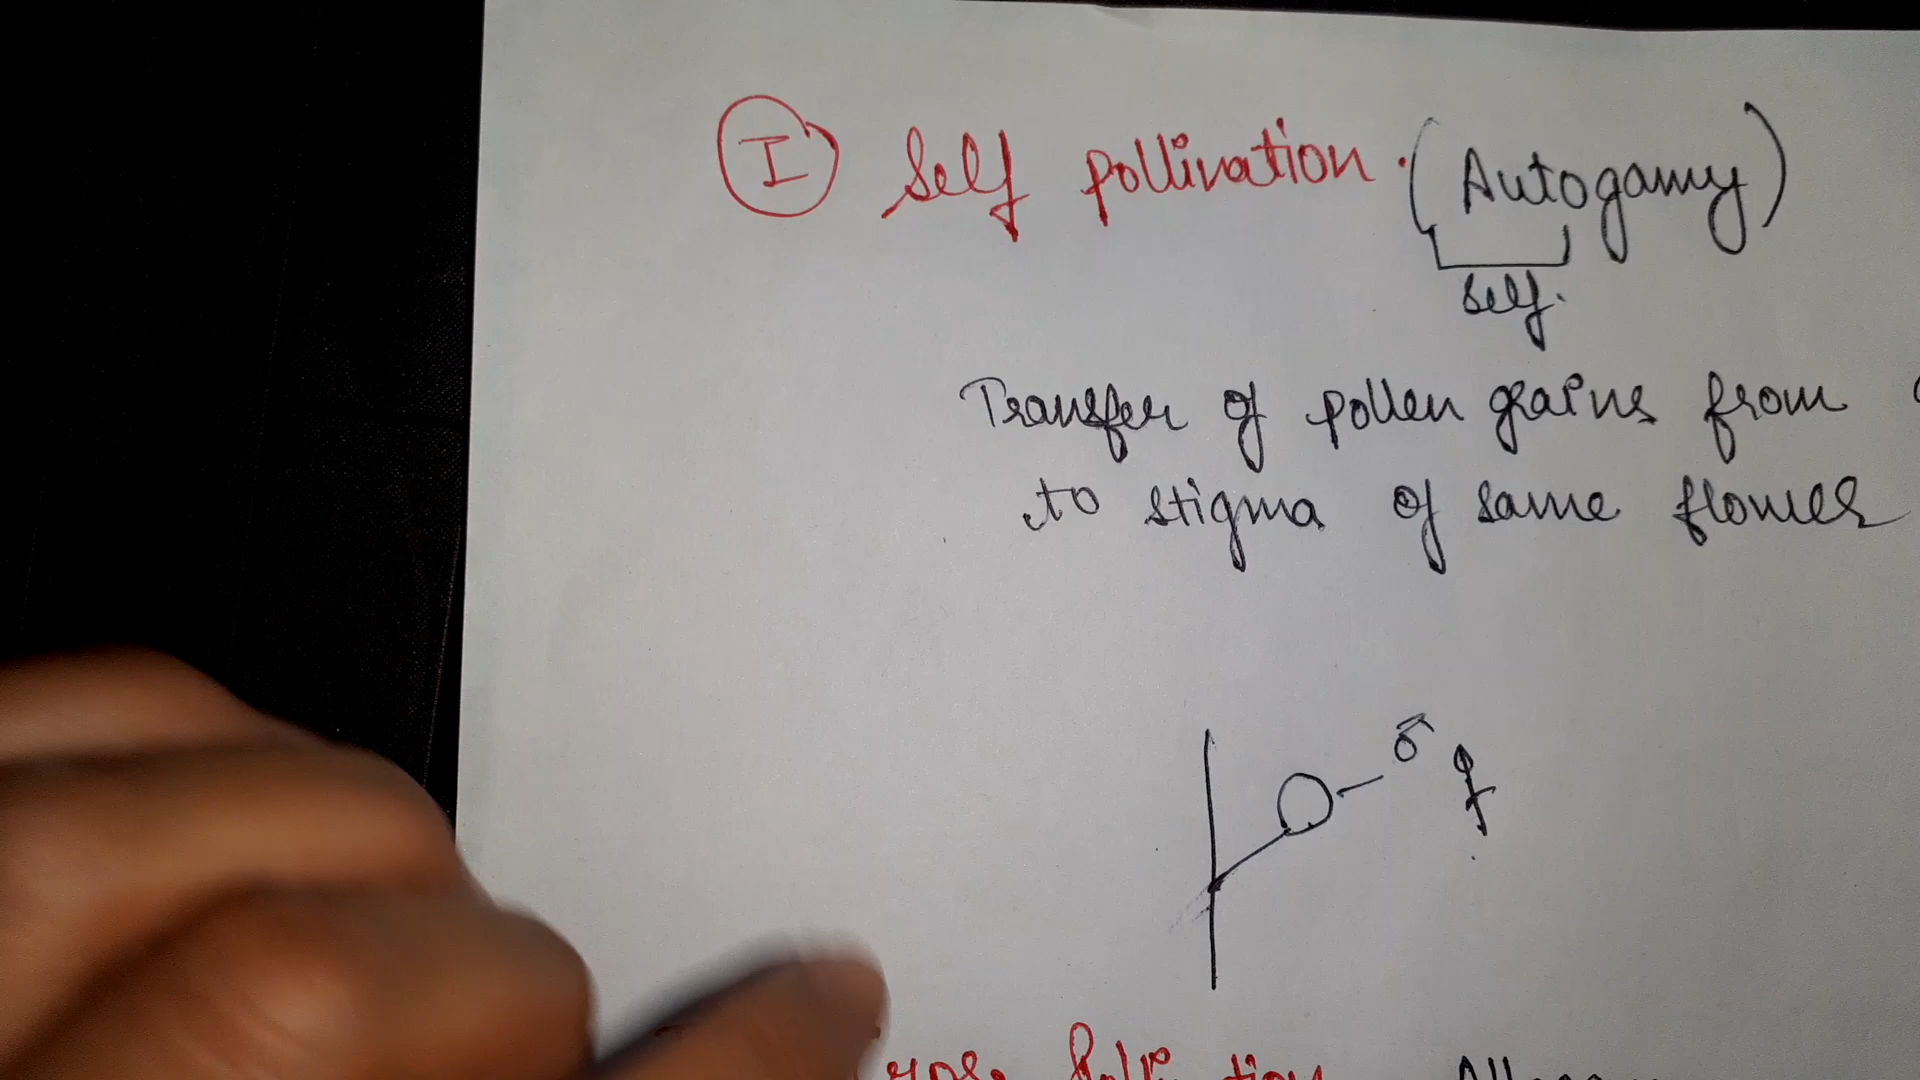 I Self pollination. (Autogamy)
self.
Transfer of pollen grains from
to stigma of same flower
♂ ♀